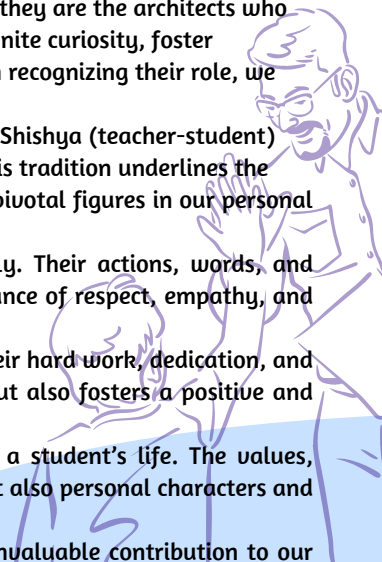 they are the architects who
nite curiosity, foster
recognizing their role, we
Shishya (teacher-student)
is tradition underlines the
pivotal figures in our personal
ly. Their actions, words, and
ance of respect, empathy, and
eir hard work, dedication, and
ut also fosters a positive and
a student's life. The values,
t also personal characters and
nvaluable contribution to our